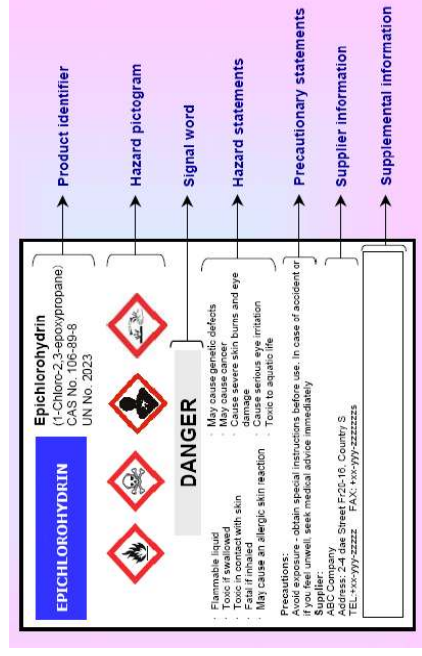 EPICHLOROHYDRIN
Epichlorohydrin
(1-Chloro-2,3-epoxypropane)
CAS No. 106-89-8
UN No. 2023
Product identifier
Hazard pictogram
DANGER
Signal word
· Flammable liquid
· Toxic if swallowed
· Toxic in contact with skin
· Fatal if inhaled
· May cause an allergic skin reaction
· May cause genetic defects
· May cause cancer
· Cause severe skin burns and eye
damage
· Cause serious eye irritation
· Toxic to aquatic life
Hazard statements
Precautions:
Avoid exposure - obtain special instructions before use. In case of accident or
if you feel unwell, seek medical advice immediately
Precautionary statements
Supplier:
ABC Company
Address: 2-4 dae Street Fr20-16, Country S
TEL:+xx-yyy-zzzzz FAX: +xx-yyy-zzzzzzzs
Supplier information
Supplemental information